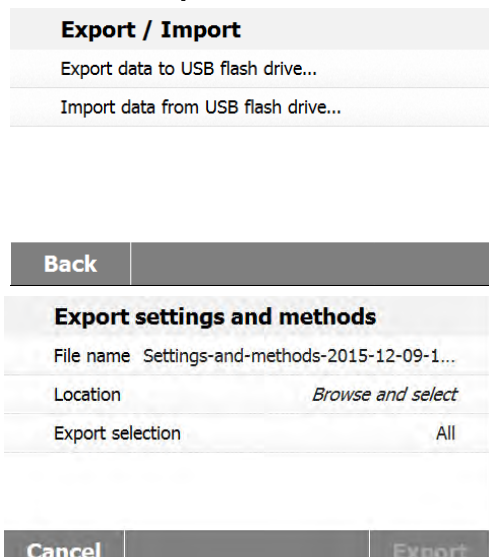 Export / Import
Export data to USB flash drive...
Import data from USB flash drive...
Back
Export settings and methods
File name Settings-and-methods-2015-12-09-1...
Location Browse and select
Export selection All
Cancel Export